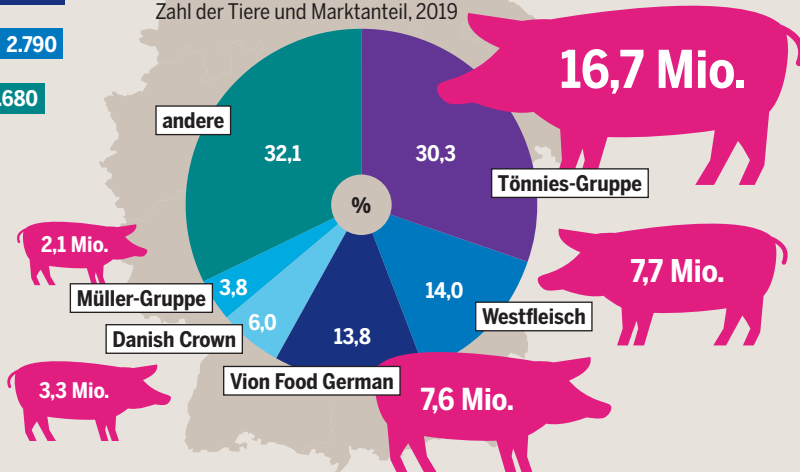 Zahl der Tiere und Marktanteil, 2019
2.790
680
16,7 Mio.
andere
32,1
30,3
Tönnies-Gruppe
%
2,1 Mio.
7,7 Mio.
3,8
Müller-Gruppe
14,0
Westfleisch
6,0
Danish Crown
13,8
3,3 Mio.
Vion Food German
7,6 Mio.